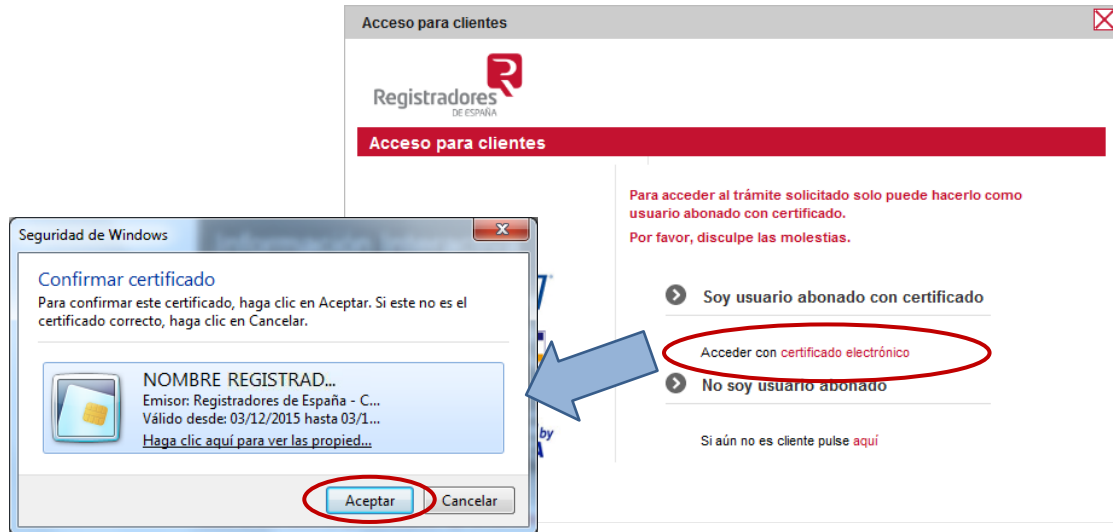 Acceso para clientes
Registradores
DE ESPAÑA
Acceso para clientes
Para acceder al trámite solicitado solo puede hacerlo como
usuario abonado con certificado.
Por favor, disculpe las molestias.
Soy usuario abonado con certificado
Acceder con certificado electrónico
No soy usuario abonado
Si aún no es cliente pulse aquí
by
Seguridad de Windows
Confirmar certificado
Para confirmar este certificado, haga clic en Aceptar. Si este no es el
certificado correcto, haga clic en Cancelar.
NOMBRE REGISTRAD...
Emisor: Registradores de España - C...
Válido desde: 03/12/2015 hasta 03/1...
Haga clic aquí para ver las propied...
Aceptar
Cancelar